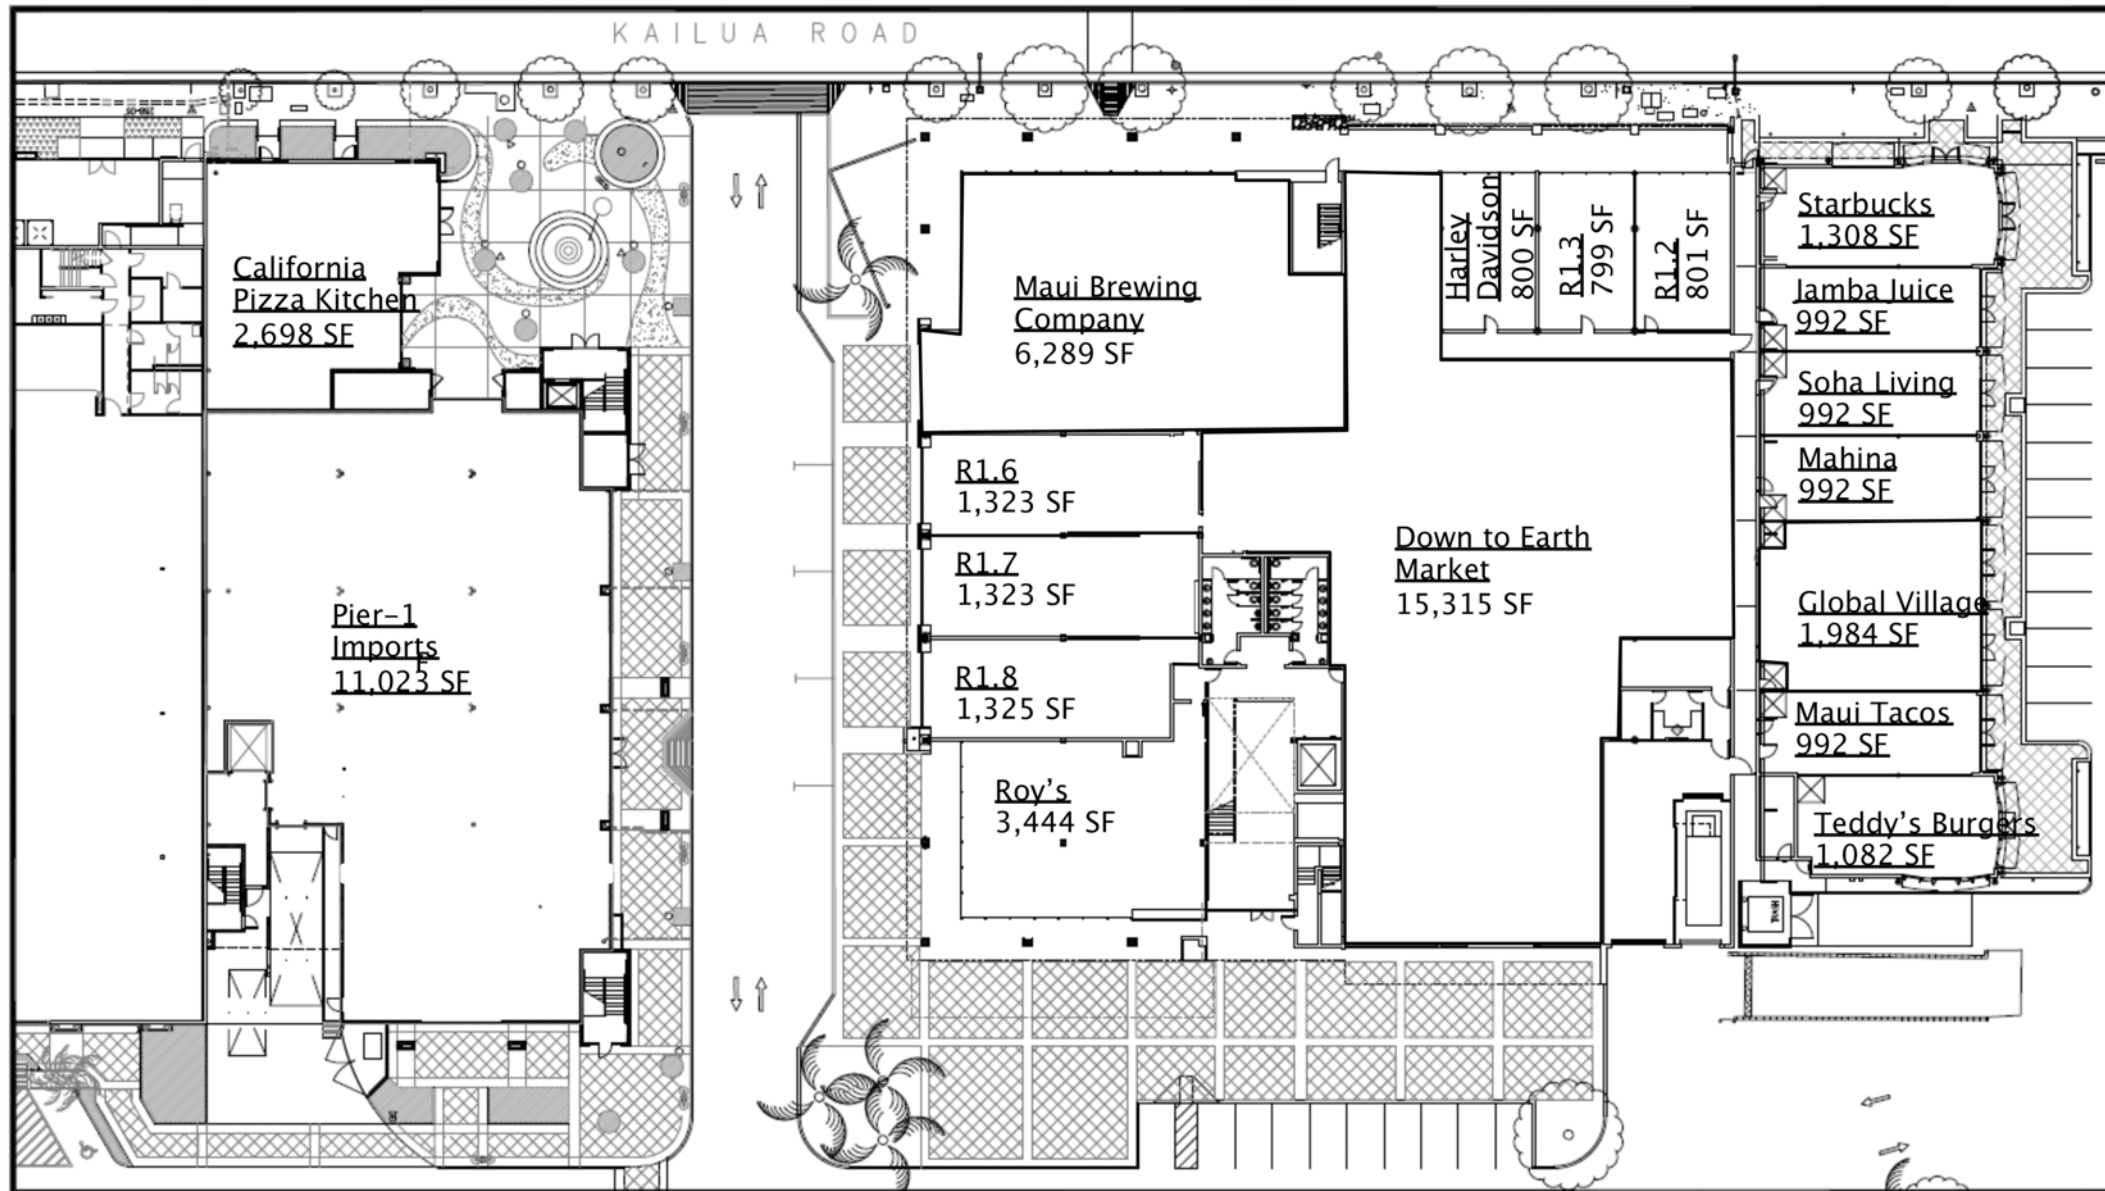 KAILUA ROAD
California
Pizza Kitchen
2,698 SF
Pier-1
Imports
F
11,023 SF
Maui Brewing
Company
6,289 SF
Harley
Davidson
800 SF
R1.3
799 SF
R1.2
801 SF
R1.6
1,323 SF
R1.7
1,323 SF
R1.8
1,325 SF
Roy's
3,444 SF
Down to Earth
Market
15,315 SF
Starbucks
1,308 SF
Jamba Juice
992 SF
Soha Living
992 SF
Mahina
992 SF
Global Village
1,984 SF
Maui Tacos
992 SF
Teddy's Burgers
1,082 SF